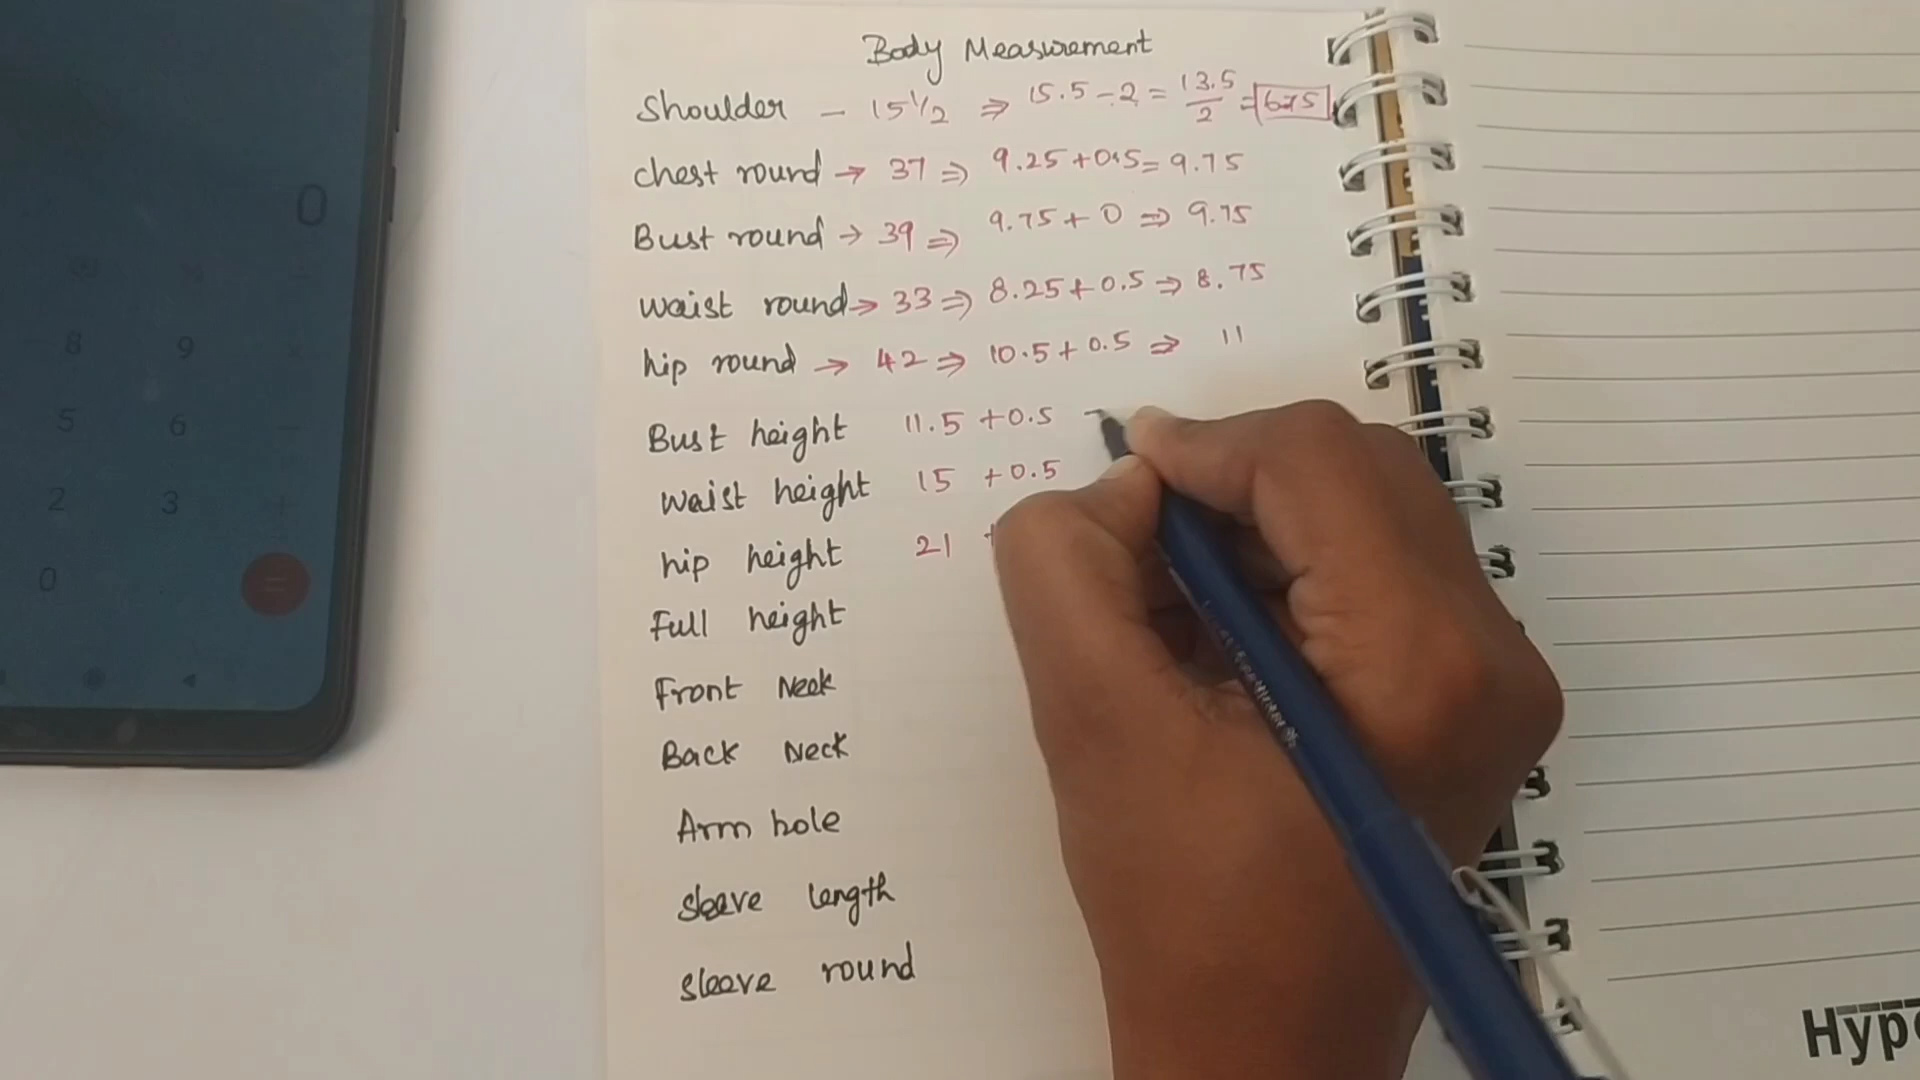 Body Measurement
Shoulder - 15 1/2 ⇒ 15.5 - 2 = 13.5/2 = 6.75
chest round → 37 ⇒ 9.25 + 0.5 = 9.75
Bust round → 39 ⇒ 9.75 + 0 ⇒ 9.75
waist round → 33 ⇒ 8.25 + 0.5 ⇒ 8.75
hip round → 42 ⇒ 10.5 + 0.5 ⇒ 11
Bust height 11.5 + 0.5
waist height 15 + 0.5
hip height 21
Full height
Front Neck
Back Neck
Arm hole
sleeve length
sleeve round
0
8 9 ×
5 6 −
2 3 +
0 =